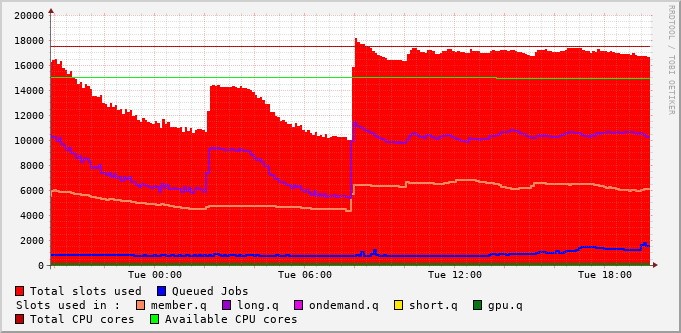 20000
18000
16000
14000
12000
10000
8000
6000
4000
2000
0
Tue 00:00 Tue 06:00 Tue 12:00 Tue 18:00
RRDTOOL / TOBI OETIKER
Total slots used Queued Jobs
Slots used in : member.q long.q ondemand.q short.q gpu.q
Total CPU cores Available CPU cores